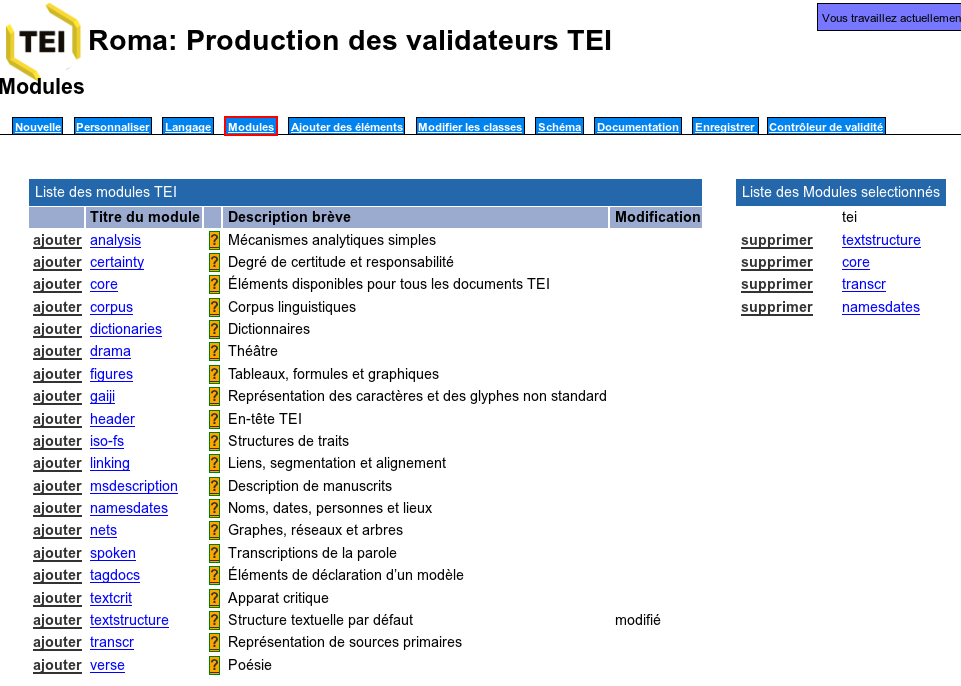 Vous travaillez actuellemen
TEI Roma: Production des validateurs TEI
Modules
Nouvelle Personnaliser Langage Modules Ajouter des éléments Modifier les classes Schéma Documentation Enregistrer Contrôleur de validité
Liste des modules TEI
Titre du module Description brève Modification
ajouter analysis ? Mécanismes analytiques simples
ajouter certainty ? Degré de certitude et responsabilité
ajouter core ? Éléments disponibles pour tous les documents TEI
ajouter corpus ? Corpus linguistiques
ajouter dictionaries ? Dictionnaires
ajouter drama ? Théâtre
ajouter figures ? Tableaux, formules et graphiques
ajouter gaiji ? Représentation des caractères et des glyphes non standard
ajouter header ? En-tête TEI
ajouter iso-fs ? Structures de traits
ajouter linking ? Liens, segmentation et alignement
ajouter msdescription ? Description de manuscrits
ajouter namesdates ? Noms, dates, personnes et lieux
ajouter nets ? Graphes, réseaux et arbres
ajouter spoken ? Transcriptions de la parole
ajouter tagdocs ? Éléments de déclaration d'un modèle
ajouter textcrit ? Apparat critique
ajouter textstructure ? Structure textuelle par défaut modifié
ajouter transcr ? Représentation de sources primaires
ajouter verse ? Poésie
Liste des Modules selectionnés
tei
supprimer textstructure
supprimer core
supprimer transcr
supprimer namesdates